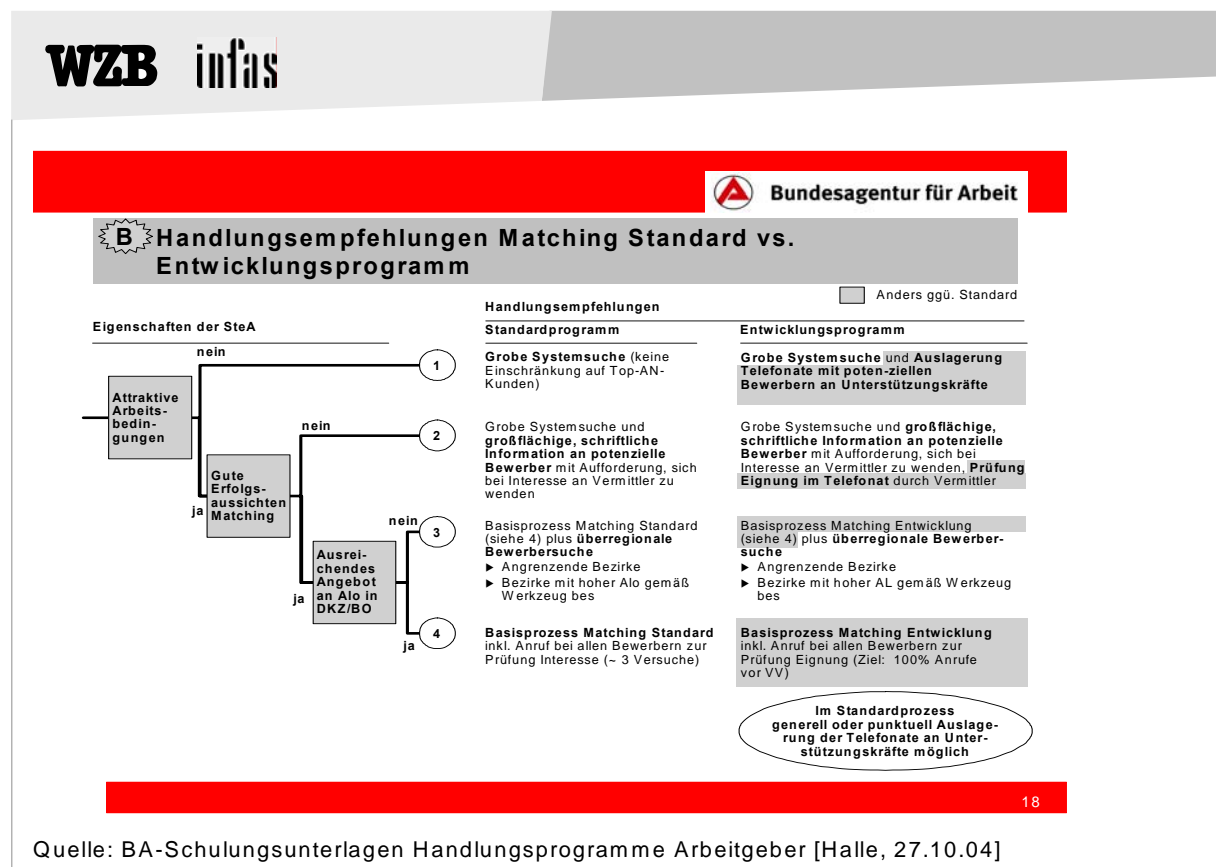 WZB infas
Bundesagentur für Arbeit
B Handlungsempfehlungen Matching Standard vs.
Entwicklungsprogramm
Anders ggü. Standard
Handlungsempfehlungen
Eigenschaften der SteA
Standardprogramm
Entwicklungsprogramm
Attraktive
Arbeits-
bedin-
gungen
nein
ja
Gute
Erfolgs-
aussichten
Matching
nein
ja
Ausrei-
chendes
Angebot
an Alo in
DKZ/BO
nein
ja
1
Grobe Systemsuche (keine
Einschränkung auf Top-AN-
Kunden)
Grobe Systemsuche und Auslagerung
Telefonate mit poten-ziellen
Bewerbern an Unterstützungskräfte
2
Grobe Systemsuche und
großflächige, schriftliche
Information an potenzielle
Bewerber mit Aufforderung, sich
bei Interesse an Vermittler zu
wenden
Grobe Systemsuche und großflächige,
schriftliche Information an potenzielle
Bewerber mit Aufforderung, sich bei
Interesse an Vermittler zu wenden, Prüfung
Eignung im Telefonat durch Vermittler
3
Basisprozess Matching Standard
(siehe 4) plus überregionale
Bewerbersuche
▶ Angrenzende Bezirke
▶ Bezirke mit hoher Alo gemäß
Werkzeug bes
Basisprozess Matching Entwicklung
(siehe 4) plus überregionale Bewerber-
suche
▶ Angrenzende Bezirke
▶ Bezirke mit hoher AL gemäß Werkzeug
bes
4
Basisprozess Matching Standard
inkl. Anruf bei allen Bewerbern zur
Prüfung Interesse (~ 3 Versuche)
Basisprozess Matching Entwicklung
inkl. Anruf bei allen Bewerbern zur
Prüfung Eignung (Ziel: 100% Anrufe
vor VV)
Im Standardprozess
generell oder punktuell Auslage-
rung der Telefonate an Unter-
stützungskräfte möglich
18
Quelle: BA-Schulungsunterlagen Handlungsprogramme Arbeitgeber [Halle, 27.10.04]